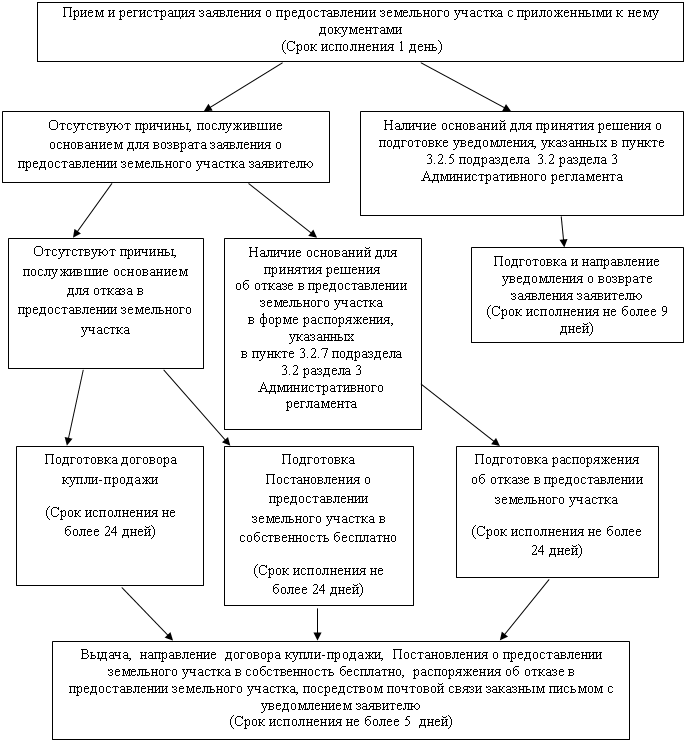 Прием и регистрация заявления о предоставлении земельного участка с приложенными к нему
документами
(Срок исполнения 1 день)
Отсутствуют причины, послужившие
основанием для возврата заявления о
предоставлении земельного участка заявителю
Наличие оснований для принятия решения о
подготовке уведомления, указанных в пункте
3.2.5 подраздела 3.2 раздела 3
Административного регламента
Отсутствуют причины,
послужившие основанием
для отказа в
предоставлении земельного
участка
Наличие оснований для
принятия решения
об отказе в предоставлении
земельного участка
в форме распоряжения,
указанных
в пункте 3.2.7 подраздела
3.2 раздела 3
Административного
регламента
Подготовка и направление
уведомления о возврате
заявления заявителю
(Срок исполнения не более 9
дней)
Подготовка договора
купли-продажи
(Срок исполнения не
более 24 дней)
Подготовка
Постановления о
предоставлении
земельного участка в
собственность бесплатно
(Срок исполнения не
более 24 дней)
Подготовка распоряжения
об отказе в предоставлении
земельного участка
(Срок исполнения не более
24 дней)
Выдача, направление договора купли-продажи, Постановления о предоставлении
земельного участка в собственность бесплатно, распоряжения об отказе в
предоставлении земельного участка, посредством почтовой связи заказным письмом с
уведомлением заявителю
(Срок исполнения не более 5 дней)